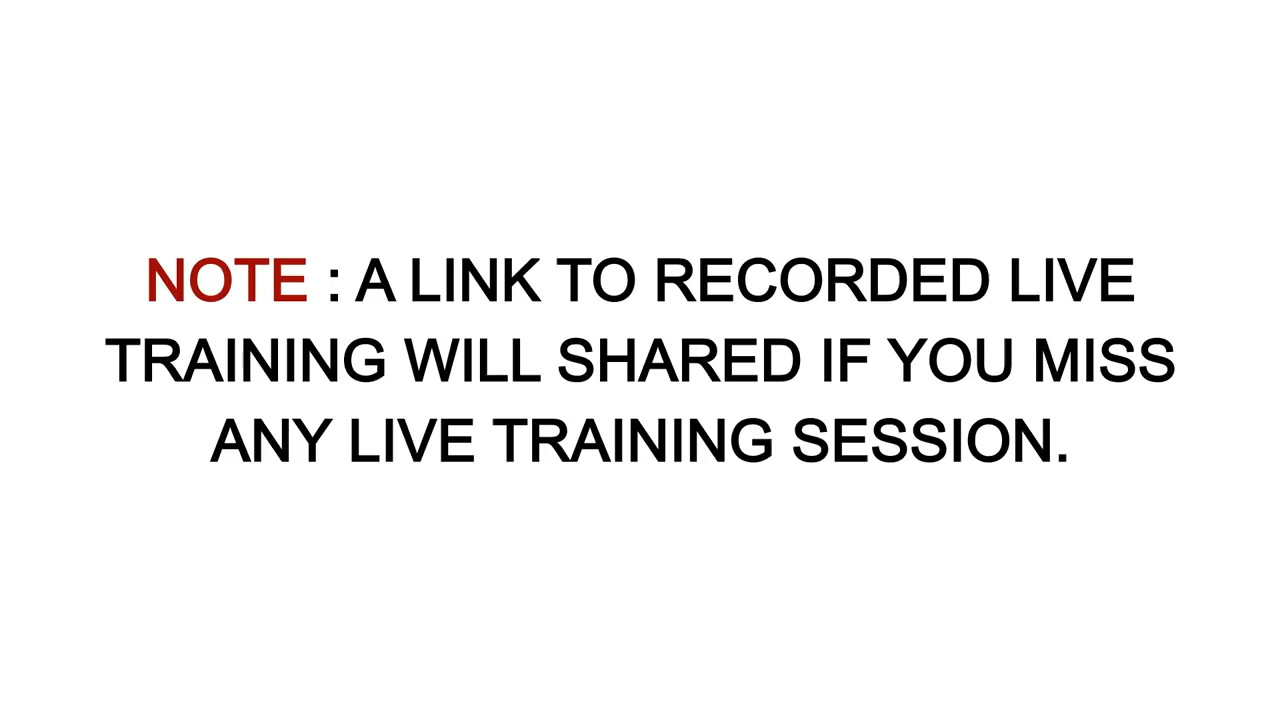 NOTE : A LINK TO RECORDED LIVE
TRAINING WILL SHARED IF YOU MISS
ANY LIVE TRAINING SESSION.